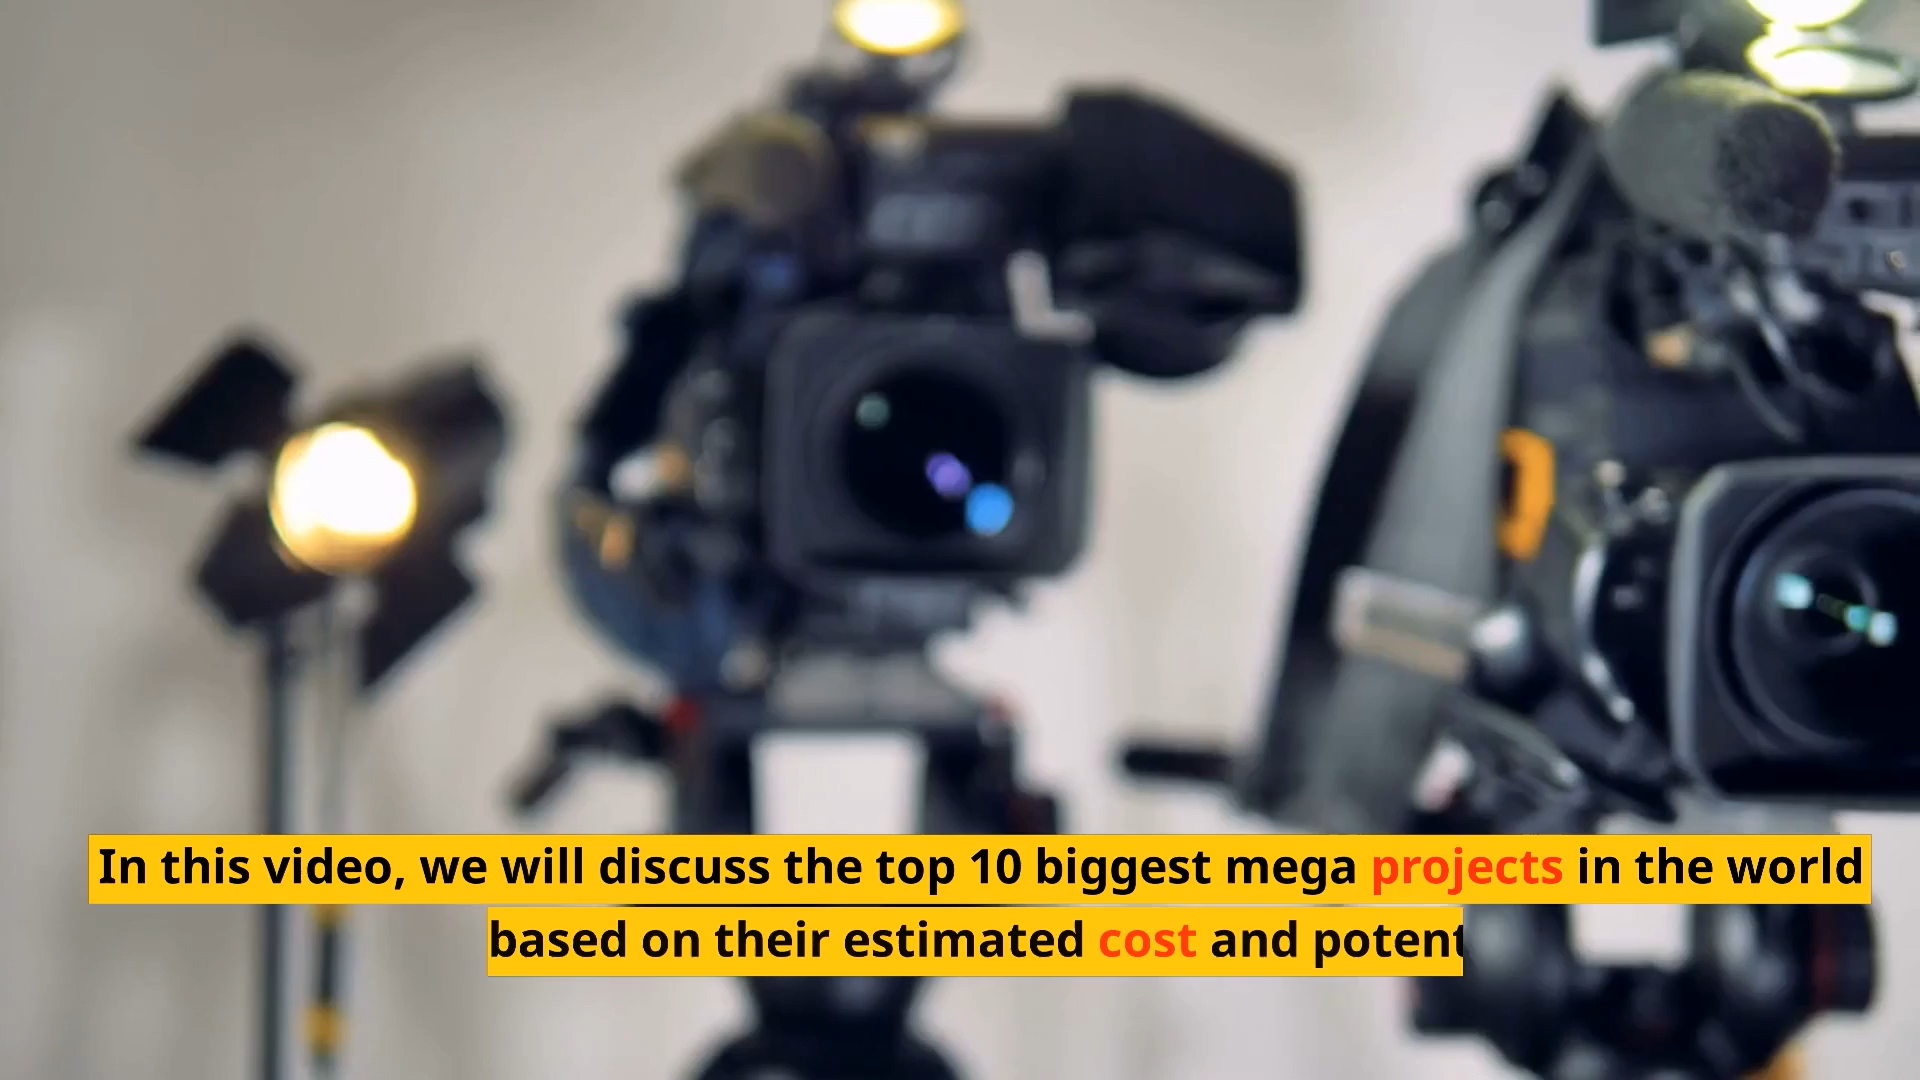 In this video, we will discuss the top 10 biggest mega projects in the world
based on their estimated cost and potent